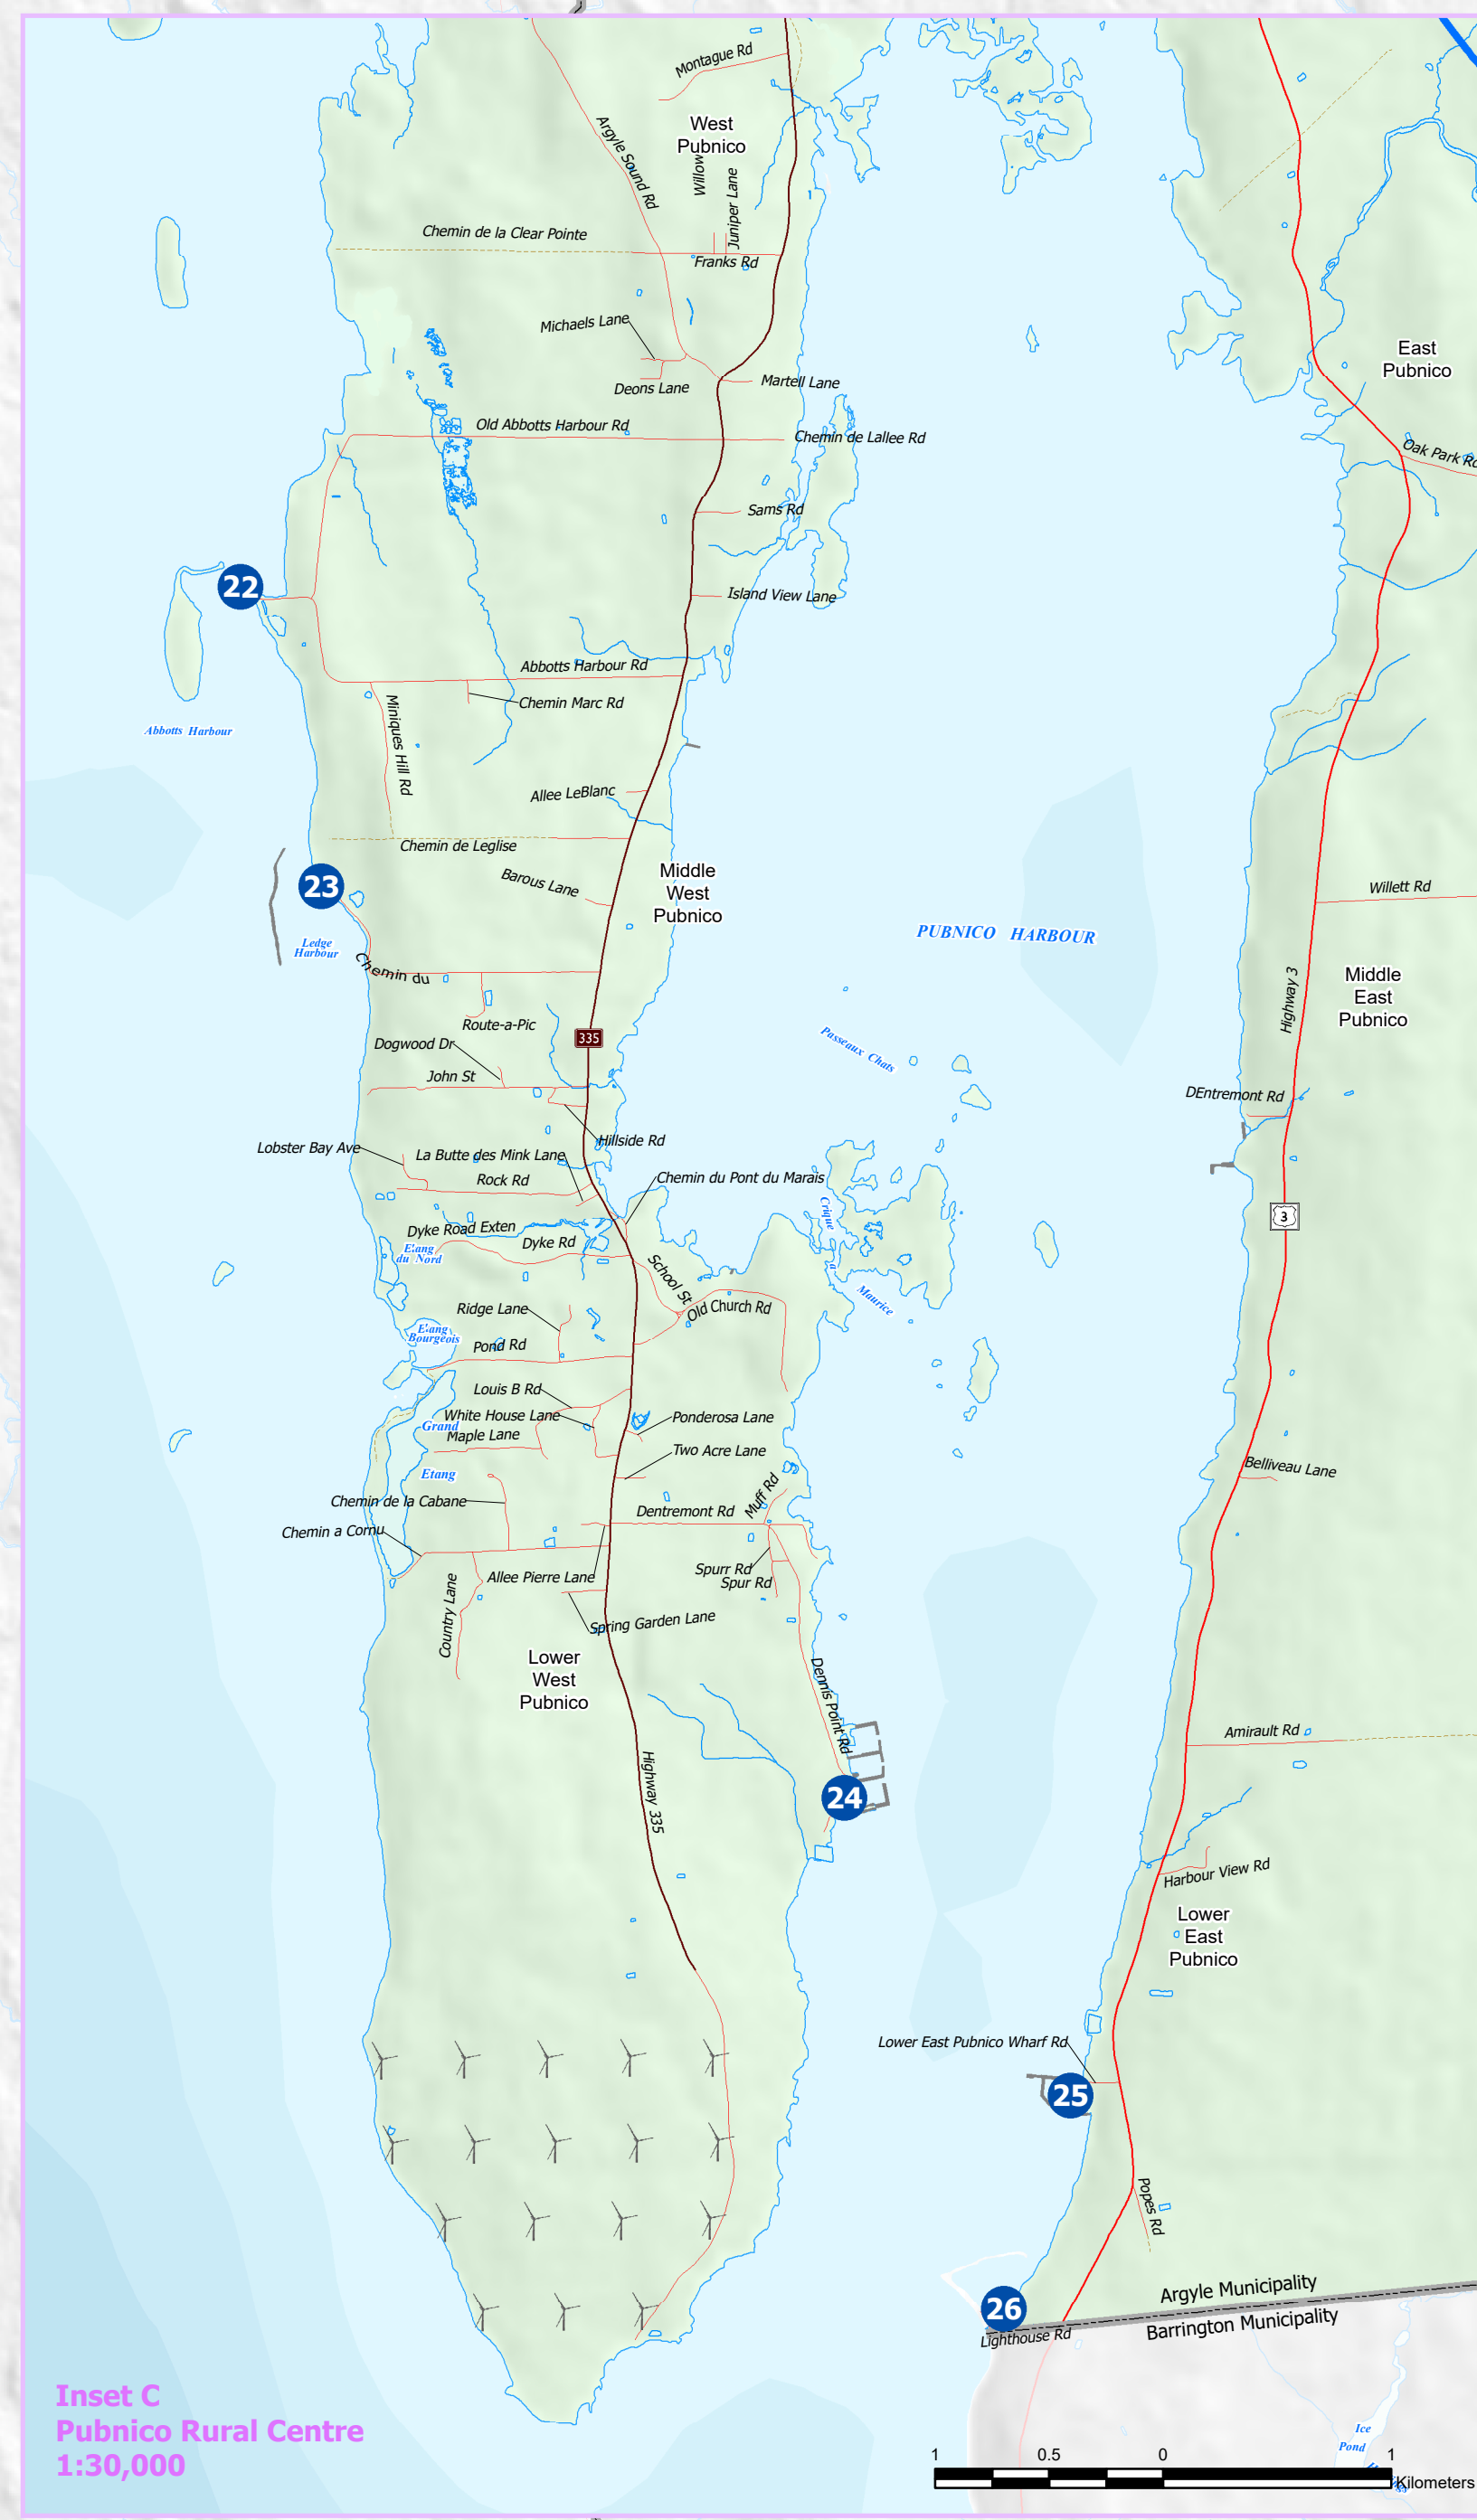 Montague Rd
West
Pubnico
Argyle Sound Rd
Willow
Juniper Lane
Chemin de la Clear Pointe
Franks Rd
Michaels Lane
Deons Lane
Martell Lane
East
Pubnico
Old Abbotts Harbour Rd
Chemin de Lallee Rd
Oak Park Rd
Sams Rd
22
Island View Lane
Abbotts Harbour Rd
Chemin Marc Rd
Miniques Hill Rd
Abbotts Harbour
Allee LeBlanc
Chemin de Leglise
Barous Lane
Middle
West
Pubnico
23
Willett Rd
PUBNICO HARBOUR
Ledge
Harbour
Chemin du
Highway 3
Middle
East
Pubnico
Route-a-Pic
335
Dogwood Dr
Passeaux Chats
John St
DEntremont Rd
Hillside Rd
Lobster Bay Ave
La Butte des Mink Lane
Rock Rd
Chemin du Pont du Marais
Crique
a
Maurice
3
Dyke Road Exten
Dyke Rd
Etang
du Nord
School St
Old Church Rd
Ridge Lane
Etang
Bourgeois
Pond Rd
Louis B Rd
White House Lane
Ponderosa Lane
Grand
Maple Lane
Two Acre Lane
Etang
Belliveau Lane
Chemin de la Cabane
Muff Rd
Dentremont Rd
Chemin a Cornu
Allee Pierre Lane
Spurr Rd
Spur Rd
Country Lane
Spring Garden Lane
Lower
West
Pubnico
Dennis Point Rd
Amirault Rd
Highway 335
24
Harbour View Rd
Lower
East
Pubnico
Lower East Pubnico Wharf Rd
25
Popes Rd
26
Argyle Municipality
Barrington Municipality
Lighthouse Rd
Inset C
Pubnico Rural Centre
1:30,000
Ice
Pond
1 0.5 0 1
Kilometers